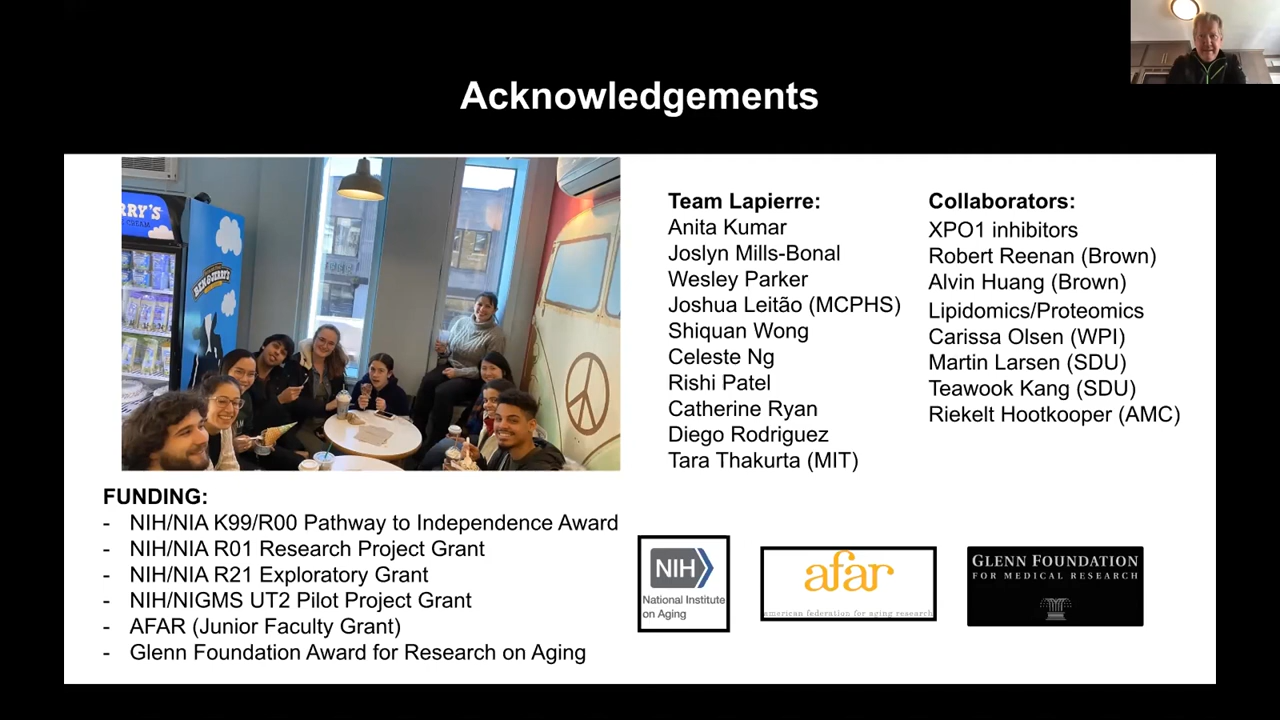 Acknowledgements
RRY'S
BEN & JERRY'S
Team Lapierre:
Anita Kumar
Joslyn Mills-Bonal
Wesley Parker
Joshua Leitão (MCPHS)
Shiquan Wong
Celeste Ng
Rishi Patel
Catherine Ryan
Diego Rodriguez
Tara Thakurta (MIT)
Collaborators:
XPO1 inhibitors
Robert Reenan (Brown)
Alvin Huang (Brown)
Lipidomics/Proteomics
Carissa Olsen (WPI)
Martin Larsen (SDU)
Teawook Kang (SDU)
Riekelt Hootkooper (AMC)
FUNDING:
- NIH/NIA K99/R00 Pathway to Independence Award
- NIH/NIA R01 Research Project Grant
- NIH/NIA R21 Exploratory Grant
- NIH/NIGMS UT2 Pilot Project Grant
- AFAR (Junior Faculty Grant)
- Glenn Foundation Award for Research on Aging
NIH
National Institute
on Aging
afar
american federation for aging research
GLENN FOUNDATION
FOR MEDICAL RESEARCH